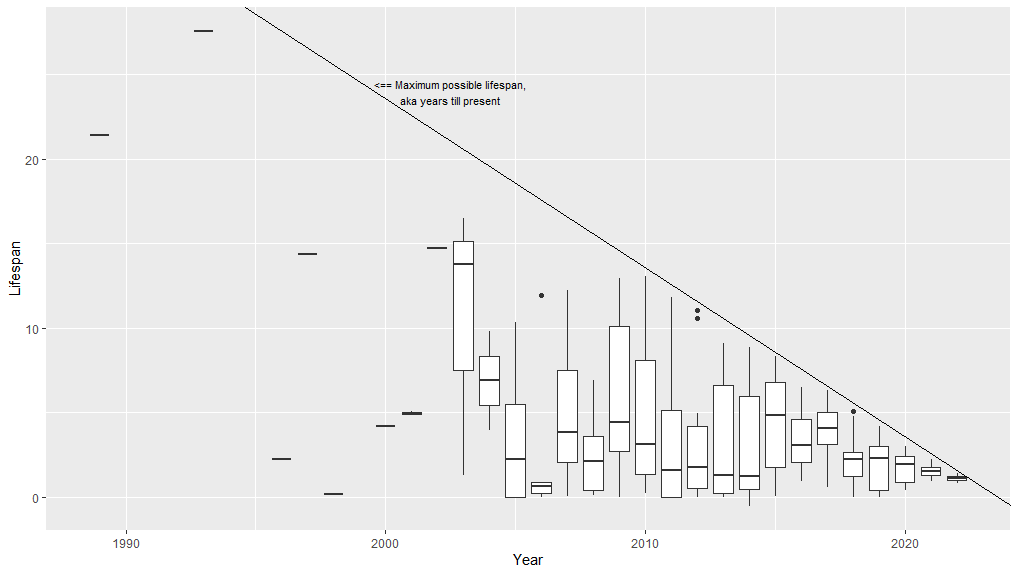 <== Maximum possible lifespan,
aka years till present
20
10
0
Lifespan
1990
2000
2010
2020
Year